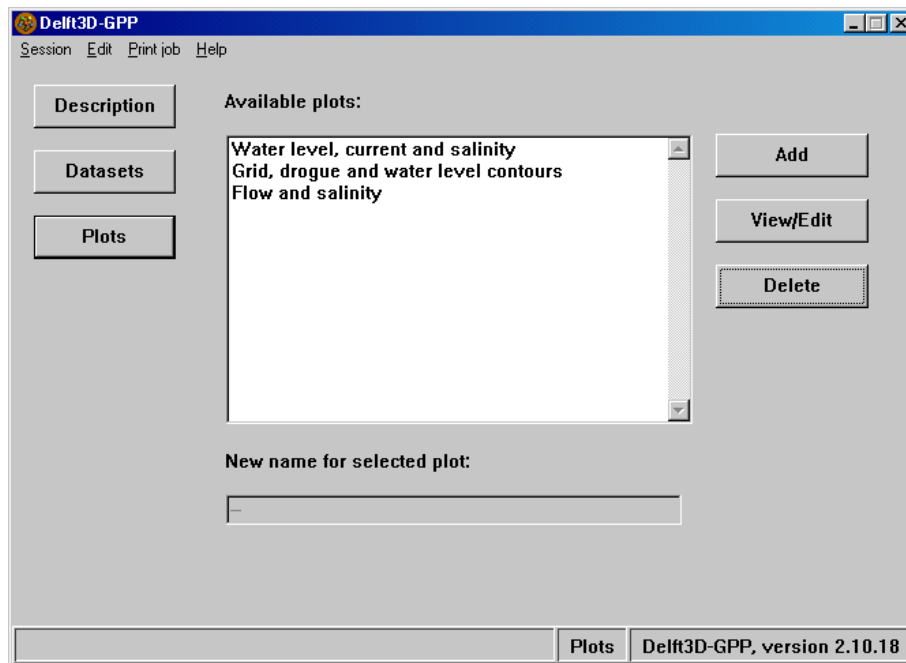 Delft3D-GPP
Session Edit Print job Help
Description
Datasets
Plots
Available plots:
Water level, current and salinity
Grid, drogue and water level contours
Flow and salinity
Add
View/Edit
Delete
New name for selected plot:
Plots
Delft3D-GPP, version 2.10.18